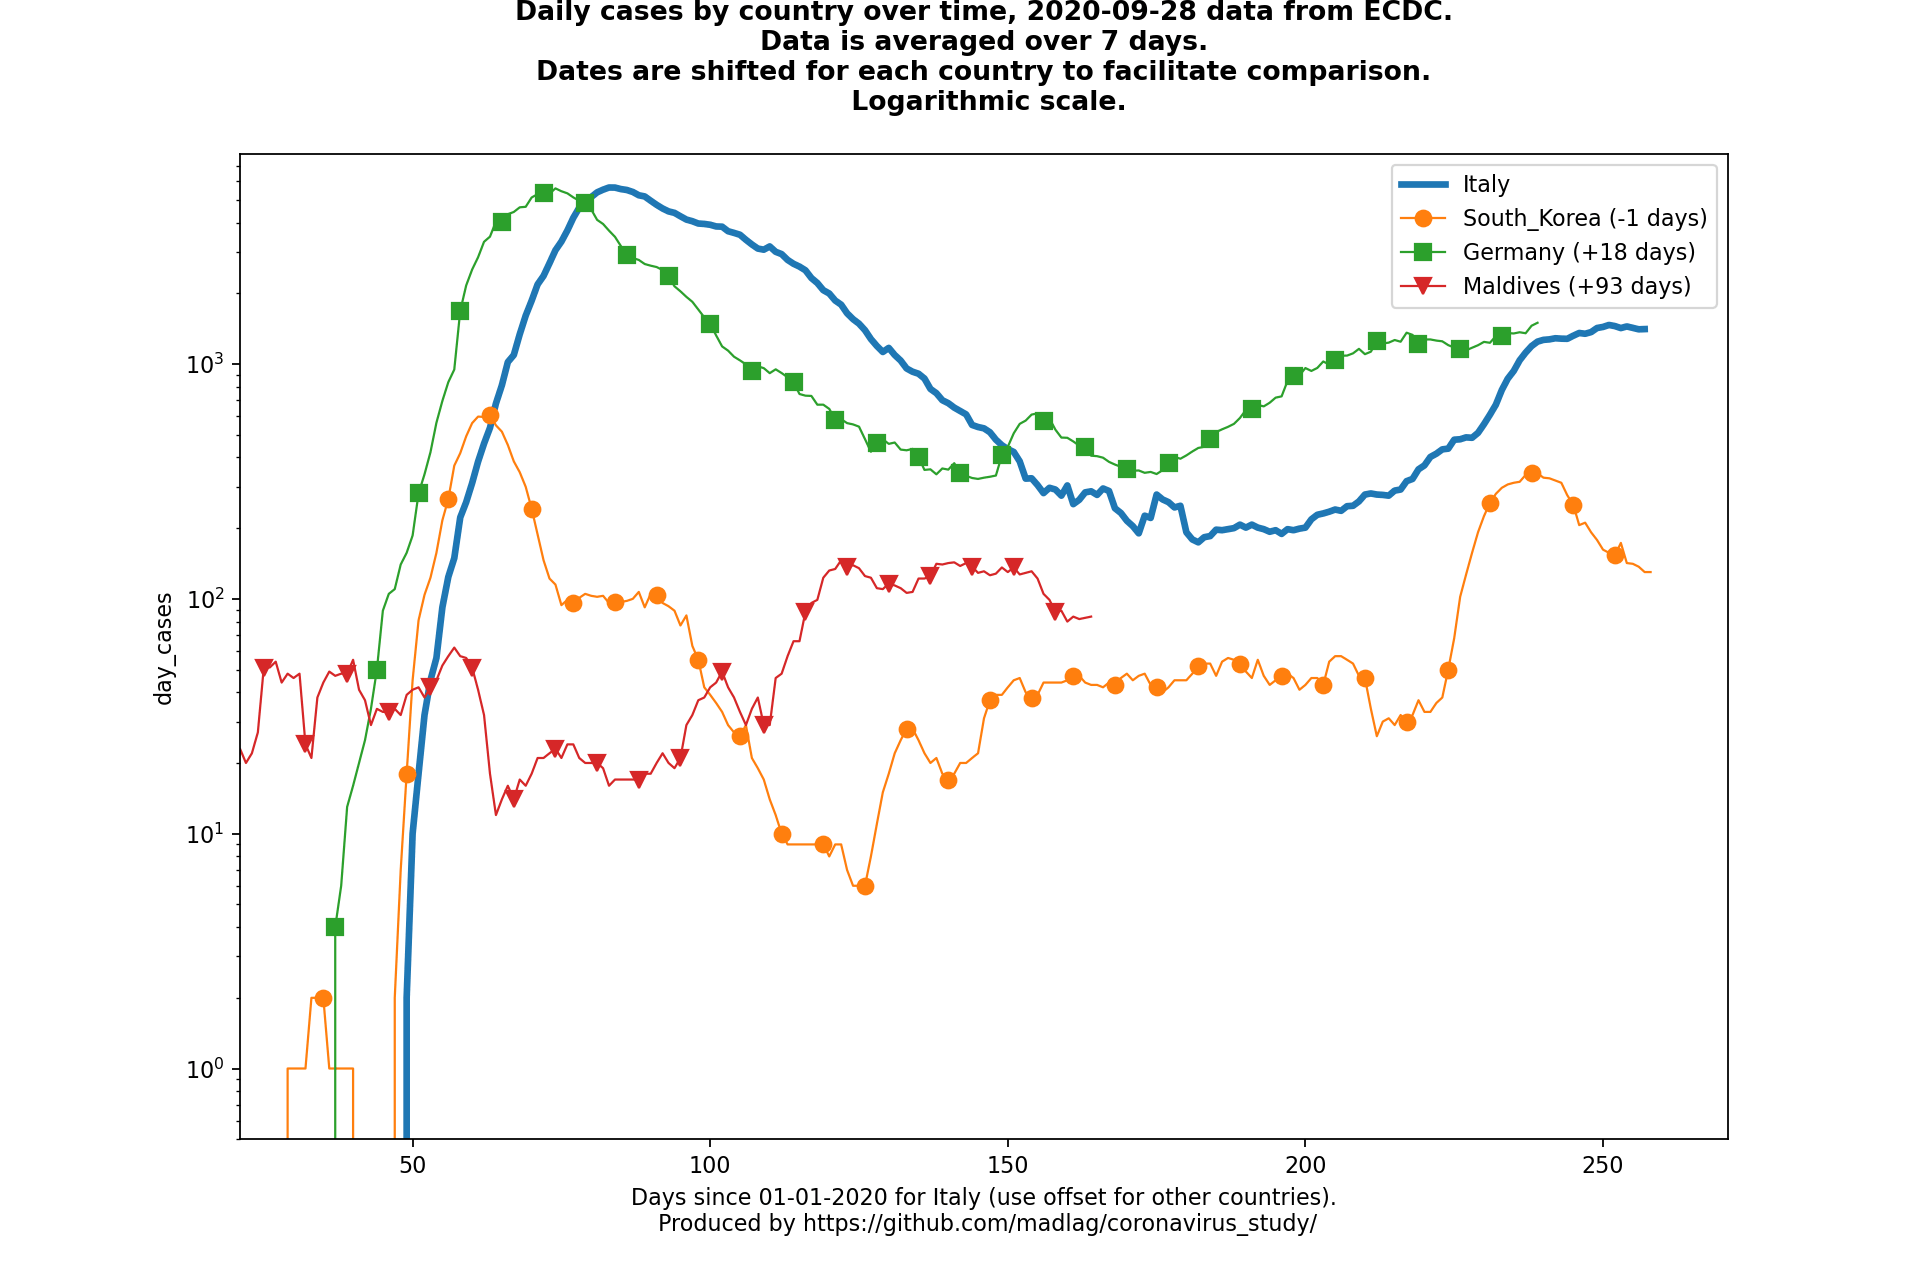 Daily cases by country over time, 2020-09-28 data from ECDC.
Data is averaged over 7 days.
Dates are shifted for each country to facilitate comparison.
Logarithmic scale.
Italy
South_Korea (-1 days)
Germany (+18 days)
Maldives (+93 days)
day_cases
10³
10²
10¹
10⁰
50 100 150 200 250
Days since 01-01-2020 for Italy (use offset for other countries).
Produced by https://github.com/madlag/coronavirus_study/